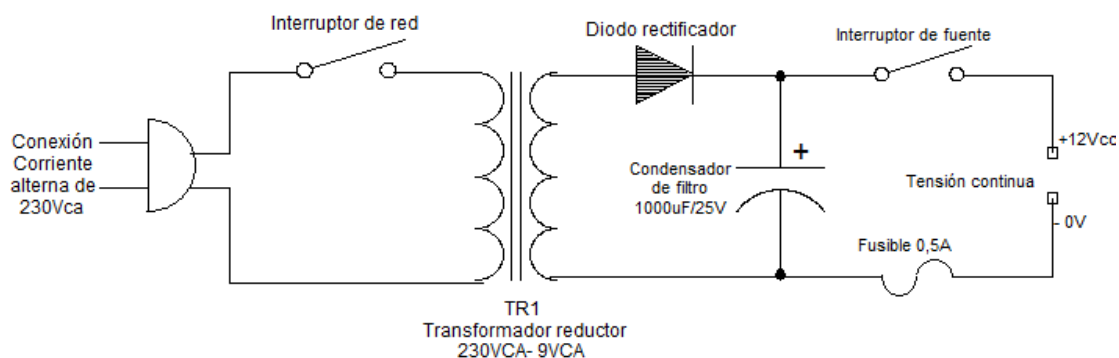 Interruptor de red
Diodo rectificador
Interruptor de fuente
Conexión
Corriente
alterna de
230Vca
+
Condensador
de filtro
1000uF/25V
+12Vcc
Tensión continua
- 0V
Fusible 0,5A
TR1
Transformador reductor
230VCA- 9VCA